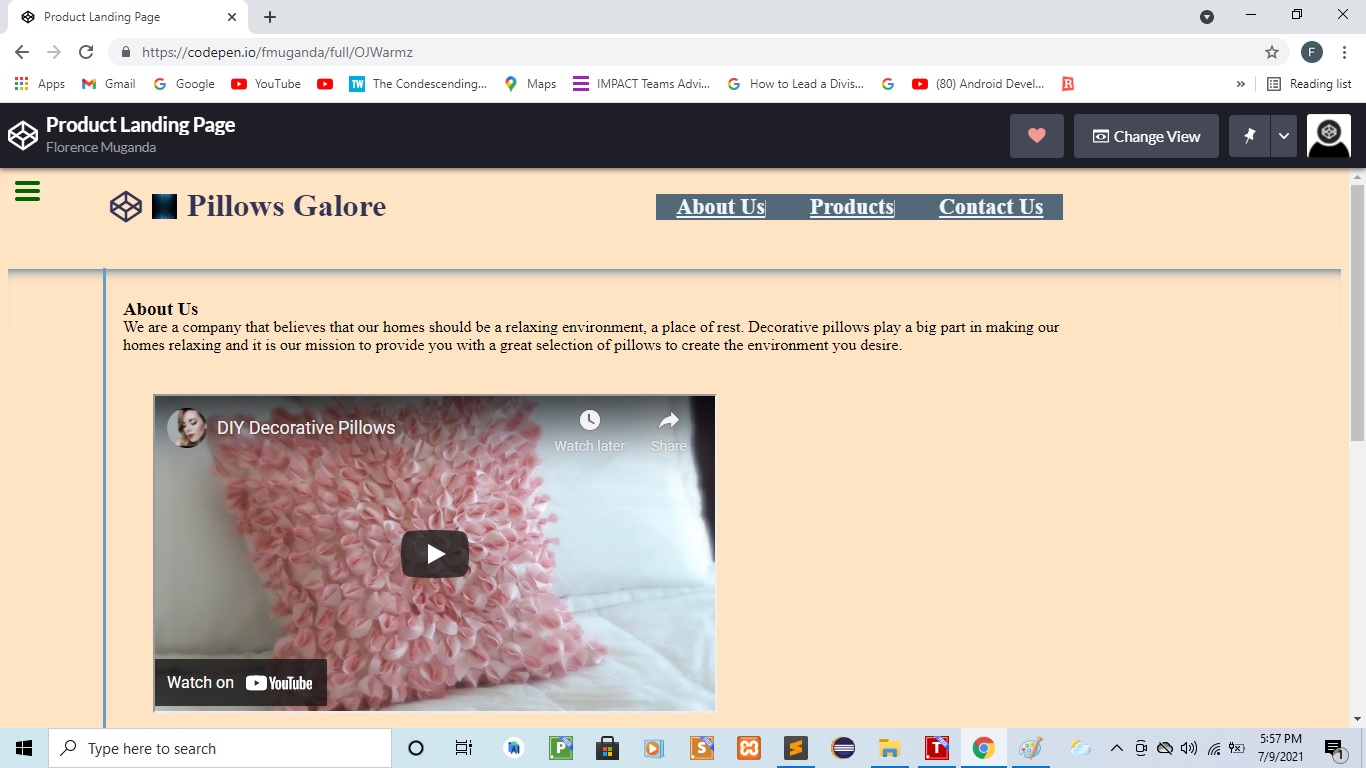 Product Landing Page
https://codepen.io/fmuganda/full/OJWarmz
F
Apps Gmail Google YouTube TW The Condescending... Maps IMPACT Teams Advi... How to Lead a Divis... (80) Android Devel... R » Reading list
Product Landing Page
Florence Muganda
Change View
Pillows Galore
About Us Products Contact Us
About Us
We are a company that believes that our homes should be a relaxing environment, a place of rest. Decorative pillows play a big part in making our
homes relaxing and it is our mission to provide you with a great selection of pillows to create the environment you desire.
DIY Decorative Pillows
Watch later Share
Watch on YouTube
Type here to search
P S T
5:57 PM
7/9/2021
1